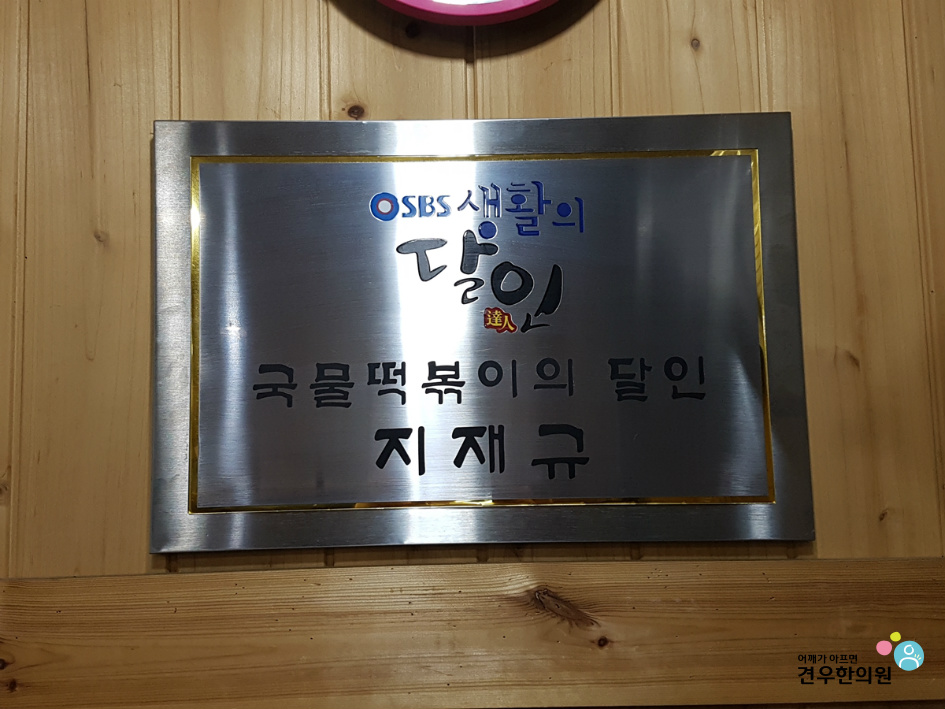 SBS 생활의
달인
達人
국물떡볶이의 달인
지재규
어깨가 아프면
견우한의원